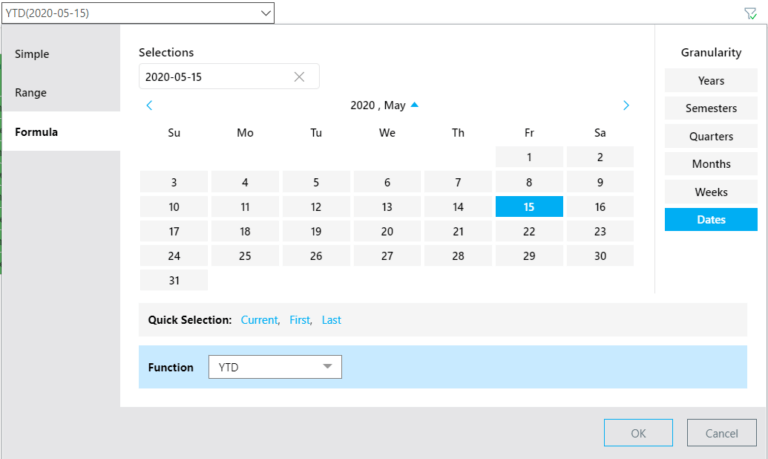 YTD(2020-05-15)
Simple
Range
Formula
Selections
2020-05-15
2020 , May
Su Mo Tu We Th Fr Sa
1 2
3 4 5 6 7 8 9
10 11 12 13 14 15 16
17 18 19 20 21 22 23
24 25 26 27 28 29 30
31
Granularity
Years
Semesters
Quarters
Months
Weeks
Dates
Quick Selection: Current, First, Last
Function YTD
OK Cancel